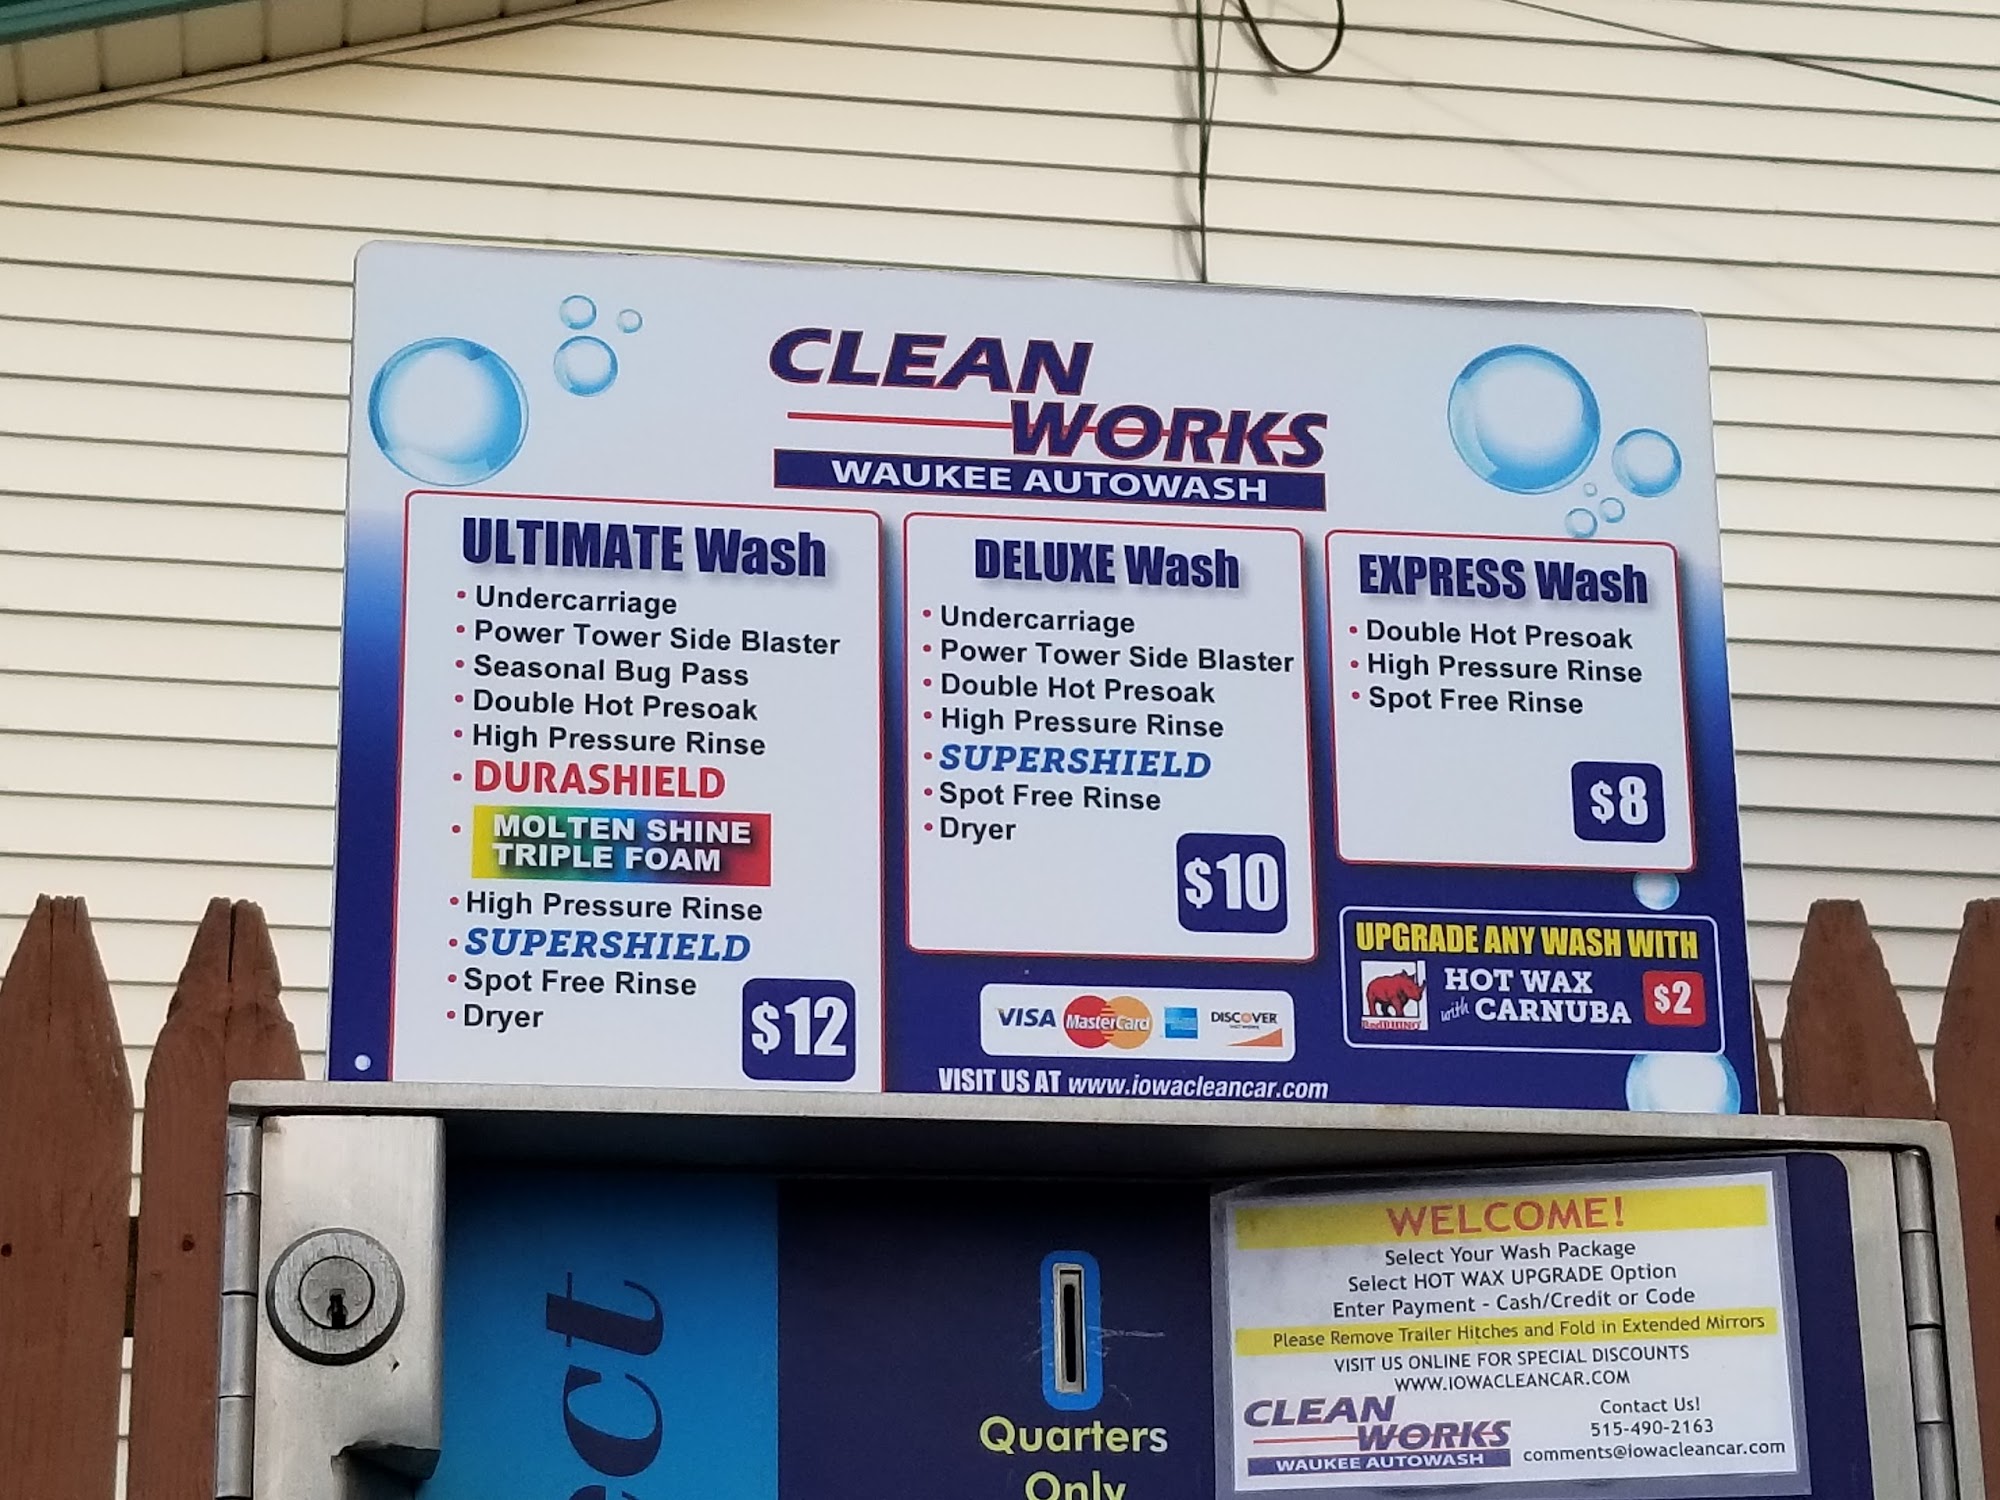 CLEAN
WORKS
WAUKEE AUTOWASH
ULTIMATE Wash
• Undercarriage
• Power Tower Side Blaster
• Seasonal Bug Pass
• Double Hot Presoak
• High Pressure Rinse
• DURASHIELD
• MOLTEN SHINE
TRIPLE FOAM
• High Pressure Rinse
• SUPERSHIELD
• Spot Free Rinse
• Dryer
$12
DELUXE Wash
• Undercarriage
• Power Tower Side Blaster
• Double Hot Presoak
• High Pressure Rinse
• SUPERSHIELD
• Spot Free Rinse
• Dryer
$10
EXPRESS Wash
• Double Hot Presoak
• High Pressure Rinse
• Spot Free Rinse
$8
UPGRADE ANY WASH WITH
HOT WAX
with CARNUBA
$2
VISA MasterCard DISCOVER
VISIT US AT www.iowacleancar.com
ect
Quarters
Only
WELCOME!
Select Your Wash Package
Select HOT WAX UPGRADE Option
Enter Payment - Cash/Credit or Code
Please Remove Trailer Hitches and Fold in Extended Mirrors
VISIT US ONLINE FOR SPECIAL DISCOUNTS
WWW.IOWACLEANCAR.COM
CLEAN
WORKS
WAUKEE AUTOWASH
Contact Us!
515-490-2163
comments@iowacleancar.com